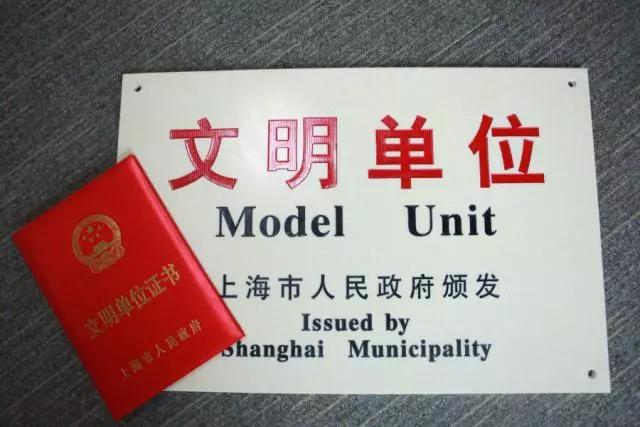 文明单位
Model Unit
上海市人民政府颁发
Issued by
Shanghai Municipality
文明单位证书
上海市人民政府